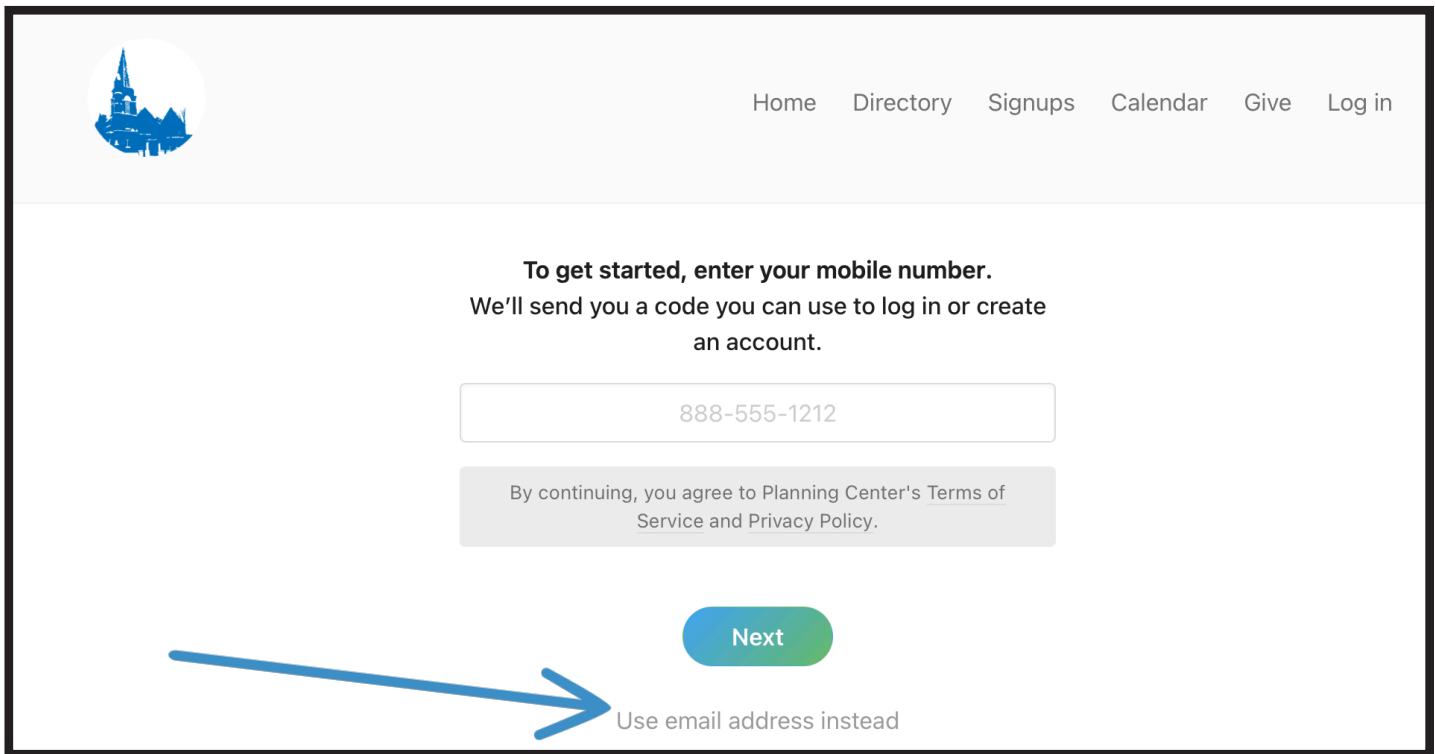 Home Directory Signups Calendar Give Log in
To get started, enter your mobile number.
We’ll send you a code you can use to log in or create
an account.
888-555-1212
By continuing, you agree to Planning Center's Terms of
Service and Privacy Policy.
Next
Use email address instead